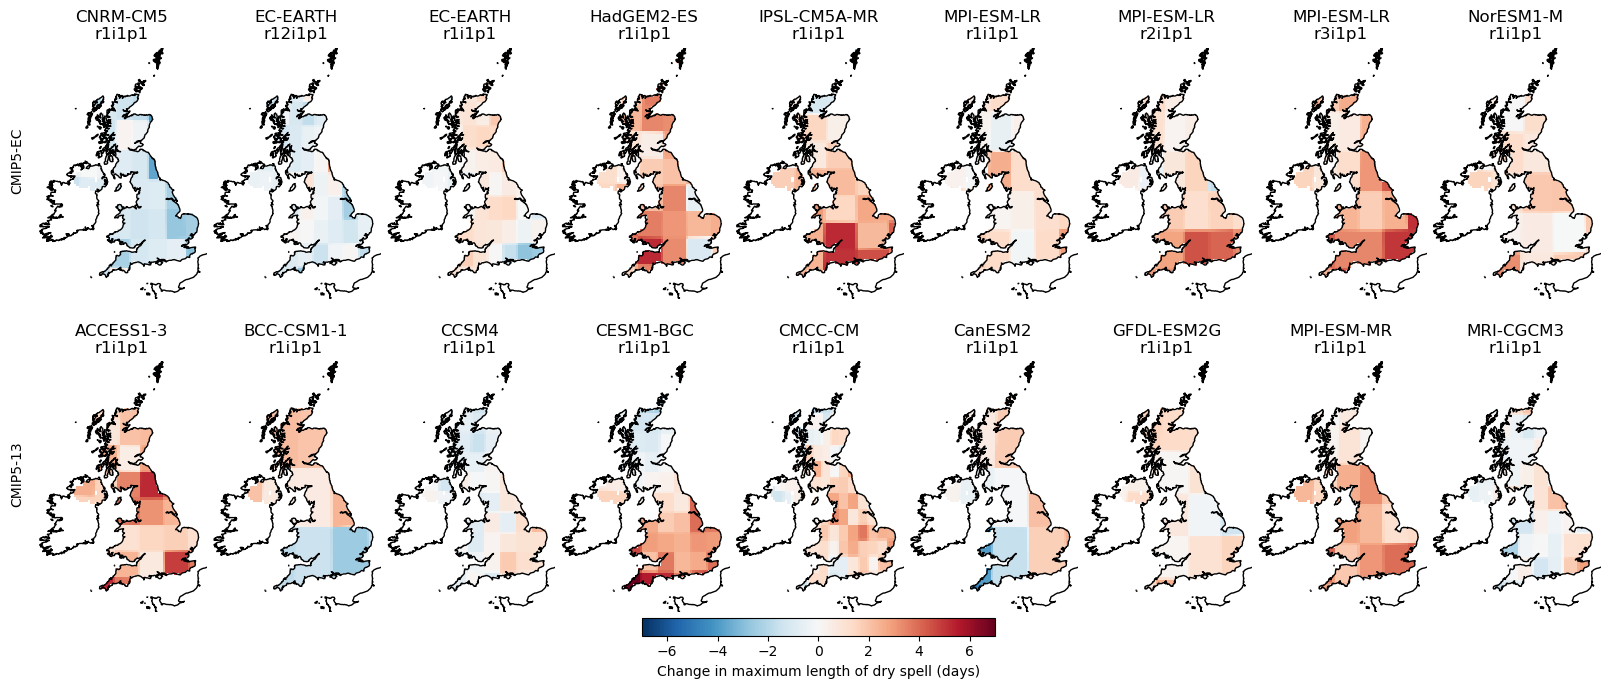 CNRM-CM5 EC-EARTH EC-EARTH HadGEM2-ES IPSL-CM5A-MR MPI-ESM-LR MPI-ESM-LR MPI-ESM-LR NorESM1-M
r1i1p1 r12i1p1 r1i1p1 r1i1p1 r1i1p1 r1i1p1 r2i1p1 r3i1p1 r1i1p1
CMIP5-EC
ACCESS1-3 BCC-CSM1-1 CCSM4 CESM1-BGC CMCC-CM CanESM2 GFDL-ESM2G MPI-ESM-MR MRI-CGCM3
r1i1p1 r1i1p1 r1i1p1 r1i1p1 r1i1p1 r1i1p1 r1i1p1 r1i1p1 r1i1p1
CMIP5-13
−6 −4 −2 0 2 4 6
Change in maximum length of dry spell (days)